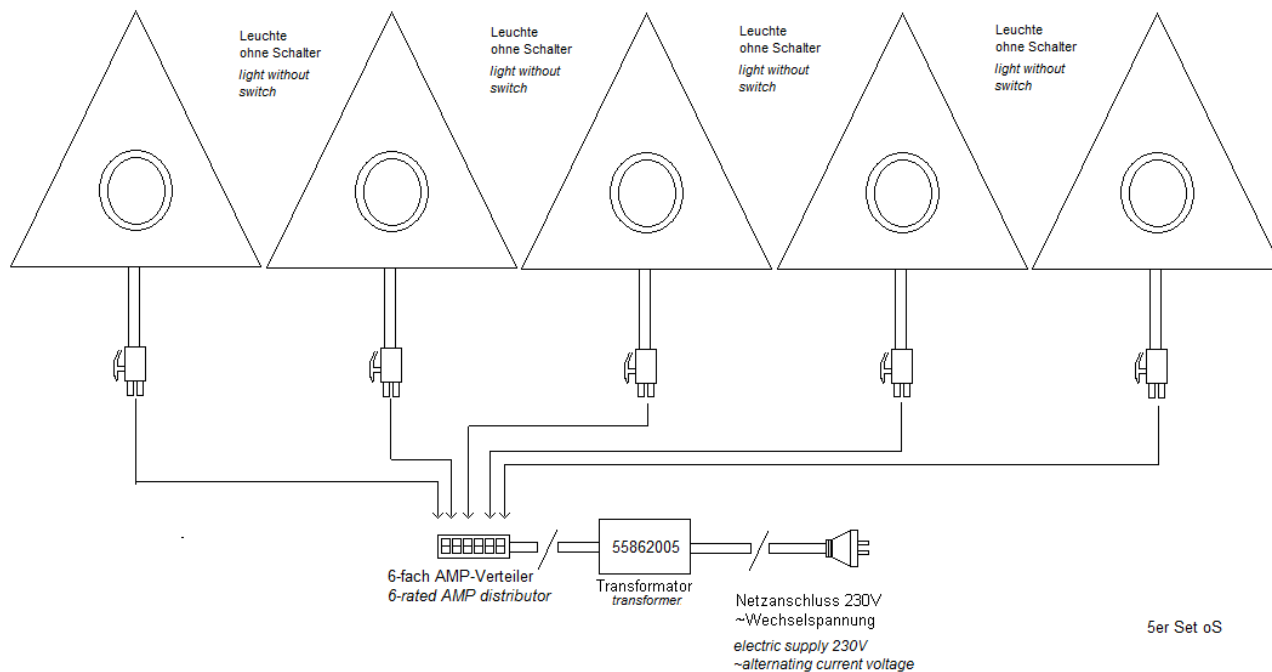 Leuchte
ohne Schalter
light without
switch
Leuchte
ohne Schalter
light without
switch
Leuchte
ohne Schalter
light without
switch
Leuchte
ohne Schalter
light without
switch
55862005
6-fach AMP-Verteiler
6-rated AMP distributor
Transformator
transformer
Netzanschluss 230V
~Wechselspannung
electric supply 230V
~alternating current voltage
5er Set oS